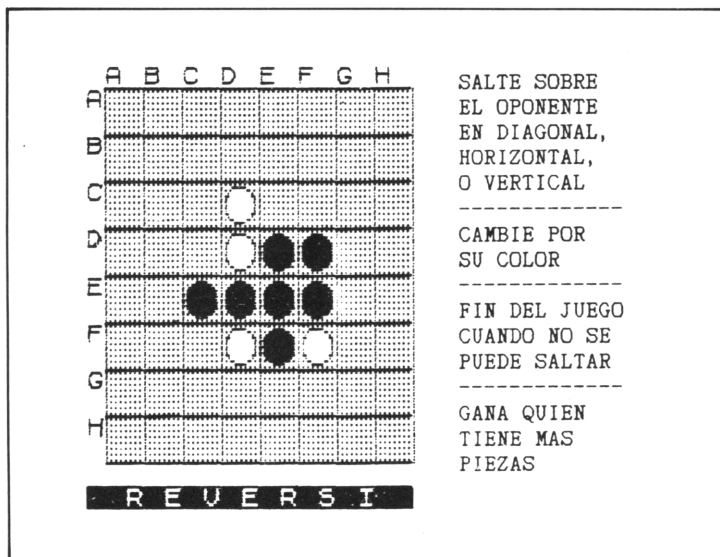 A B C D E F G H
A
B
C
D
E
F
G
H
REVERSI
SALTE SOBRE
EL OPONENTE
EN DIAGONAL,
HORIZONTAL,
O VERTICAL
-------------
CAMBIE POR
SU COLOR
-------------
FIN DEL JUEGO
CUANDO NO SE
PUEDE SALTAR
-------------
GANA QUIEN
TIENE MAS
PIEZAS